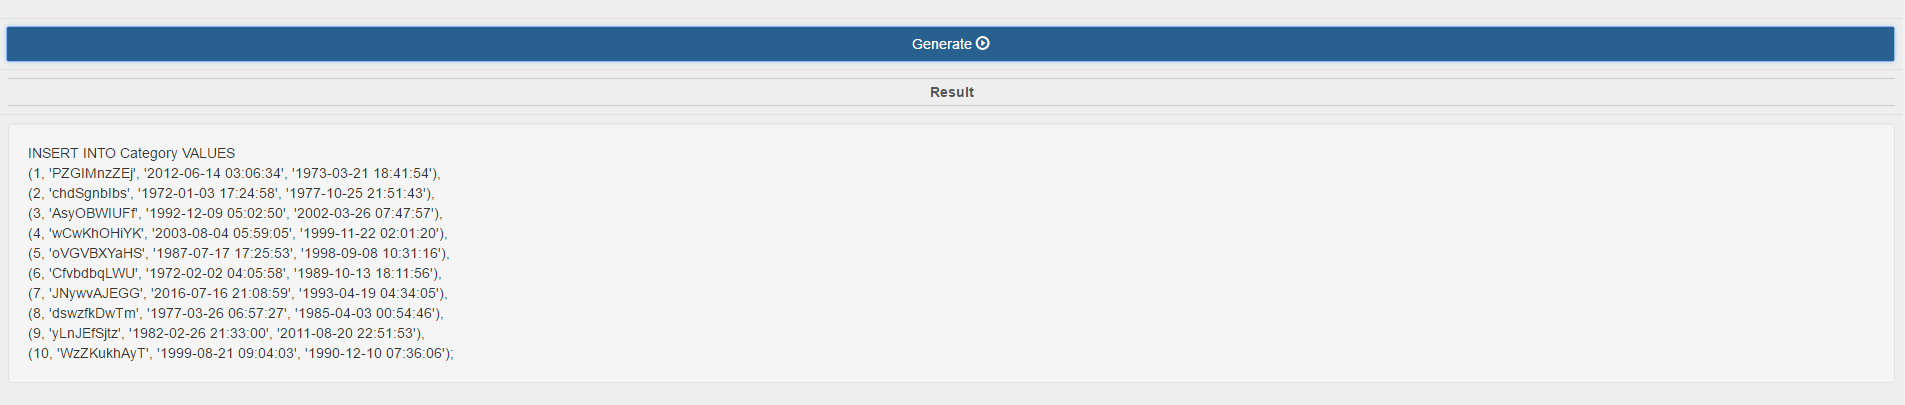 Generate
Result
INSERT INTO Category VALUES
(1, 'PZGIMnzZEj', '2012-06-14 03:06:34', '1973-03-21 18:41:54'),
(2, 'chdSgnbIbs', '1972-01-03 17:24:58', '1977-10-25 21:51:43'),
(3, 'AsyOBWIUFf', '1992-12-09 05:02:50', '2002-03-26 07:47:57'),
(4, 'wCwKhOHiYK', '2003-08-04 05:59:05', '1999-11-22 02:01:20'),
(5, 'oVGVBXYaHS', '1987-07-17 17:25:53', '1998-09-08 10:31:16'),
(6, 'CfvbdbqLWU', '1972-02-02 04:05:58', '1989-10-13 18:11:56'),
(7, 'JNywvAJEGG', '2016-07-16 21:08:59', '1993-04-19 04:34:05'),
(8, 'dswzfkDwTm', '1977-03-26 06:57:27', '1985-04-03 00:54:46'),
(9, 'yLnJEfSjtz', '1982-02-26 21:33:00', '2011-08-20 22:51:53'),
(10, 'WzZKukhAyT', '1999-08-21 09:04:03', '1990-12-10 07:36:06');